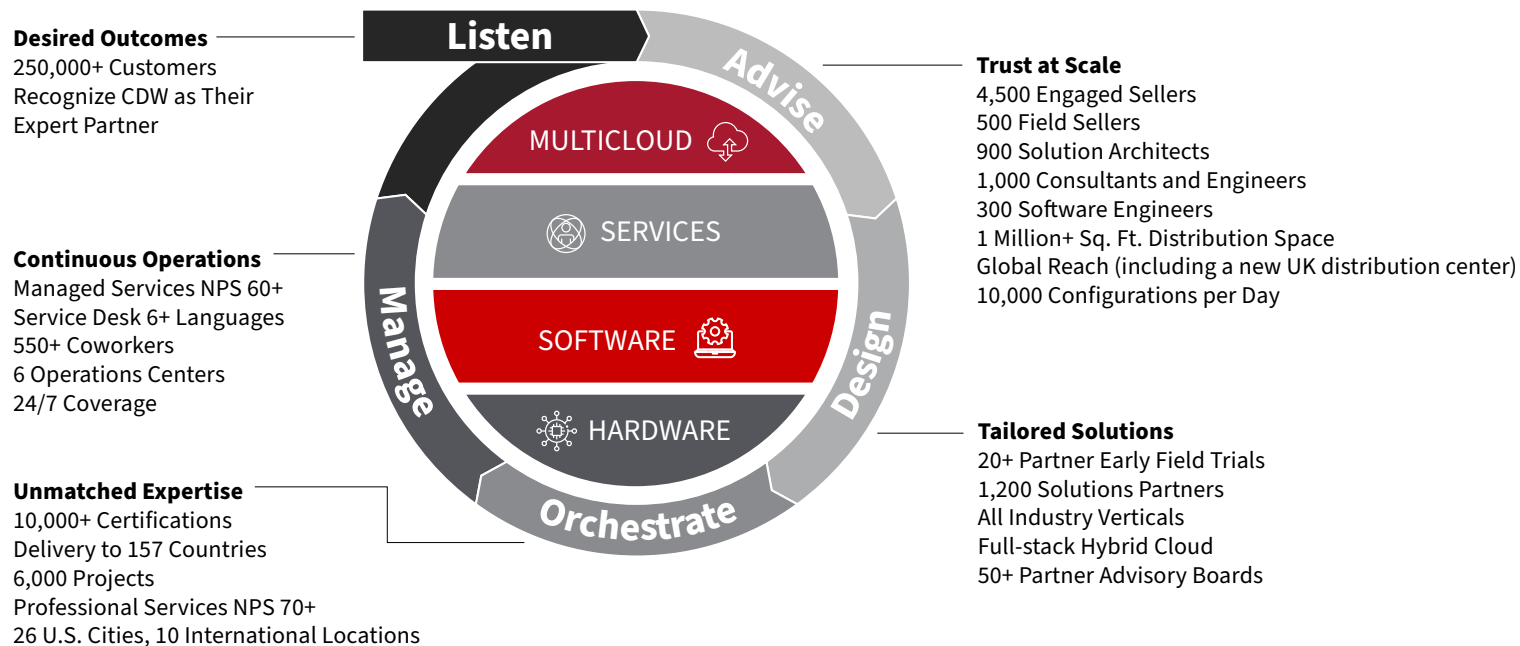 Desired Outcomes
250,000+ Customers
Recognize CDW as Their
Expert Partner
Listen
Advise
Trust at Scale
4,500 Engaged Sellers
500 Field Sellers
900 Solution Architects
1,000 Consultants and Engineers
300 Software Engineers
1 Million+ Sq. Ft. Distribution Space
Global Reach (including a new UK distribution center)
10,000 Configurations per Day
MULTICLOUD
SERVICES
SOFTWARE
HARDWARE
Continuous Operations
Managed Services NPS 60+
Service Desk 6+ Languages
550+ Coworkers
6 Operations Centers
24/7 Coverage
Manage
Design
Tailored Solutions
20+ Partner Early Field Trials
1,200 Solutions Partners
All Industry Verticals
Full-stack Hybrid Cloud
50+ Partner Advisory Boards
Orchestrate
Unmatched Expertise
10,000+ Certifications
Delivery to 157 Countries
6,000 Projects
Professional Services NPS 70+
26 U.S. Cities, 10 International Locations